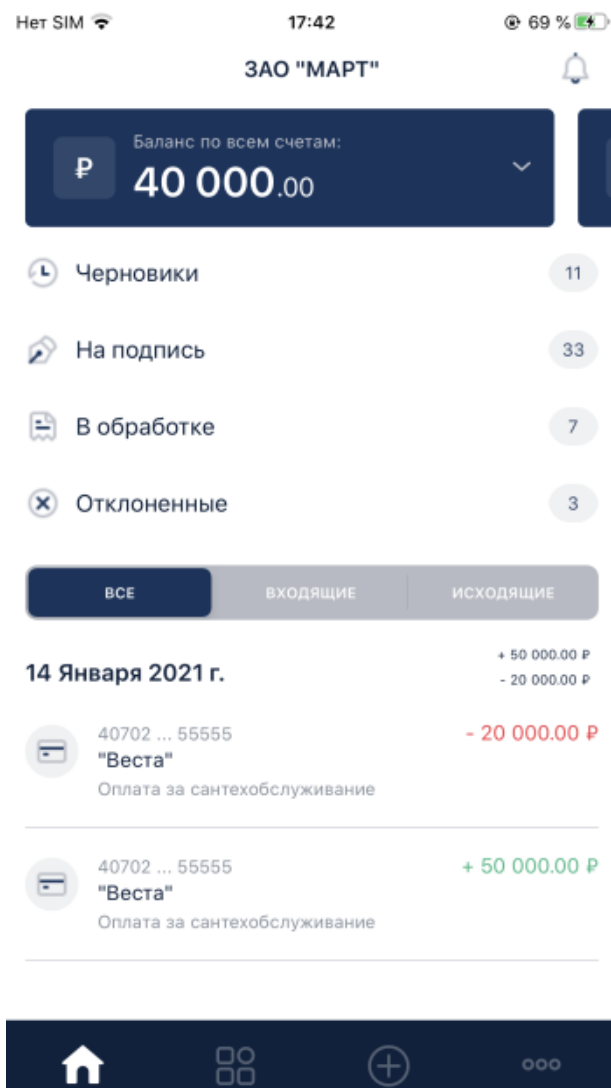 Нет SIM 17:42 69 %
ЗАО "МАРТ"
Баланс по всем счетам:
₽ 40 000.00
Черновики 11
На подпись 33
В обработке 7
Отклоненные 3
ВСЕ ВХОДЯЩИЕ ИСХОДЯЩИЕ
+ 50 000.00 ₽
14 Января 2021 г.
- 20 000.00 ₽
40702 ... 55555 - 20 000.00 ₽
"Веста"
Оплата за сантехобслуживание
40702 ... 55555 + 50 000.00 ₽
"Веста"
Оплата за сантехобслуживание